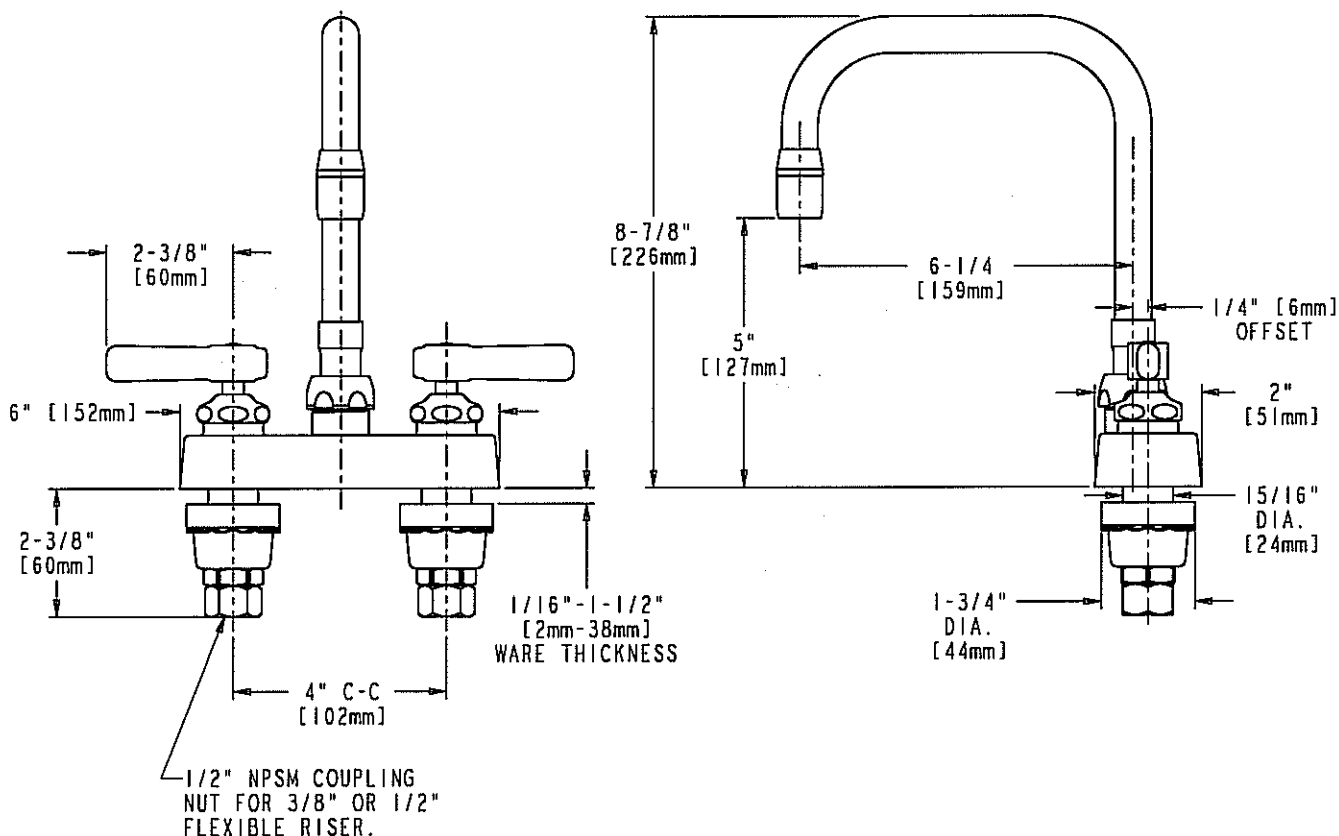 2-3/8"
[60mm]
6" [152mm]
2-3/8"
[60mm]
1/16"-1-1/2"
[2mm-38mm]
WARE THICKNESS
4" C-C
[102mm]
1/2" NPSM COUPLING
NUT FOR 3/8" OR 1/2"
FLEXIBLE RISER.
8-7/8"
[226mm]
5"
[127mm]
6-1/4
[159mm]
1/4" [6mm]
OFFSET
2"
[51mm]
15/16"
DIA.
[24mm]
1-3/4"
DIA.
[44mm]